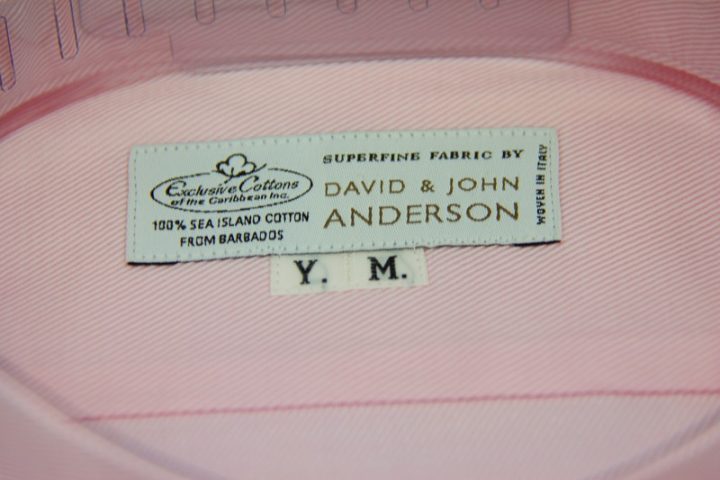 Exclusive Cottons
of the Caribbean Inc.
100% SEA ISLAND COTTON
FROM BARBADOS
SUPERFINE FABRIC BY
DAVID & JOHN
ANDERSON
WOVEN IN ITALY
Y. M.